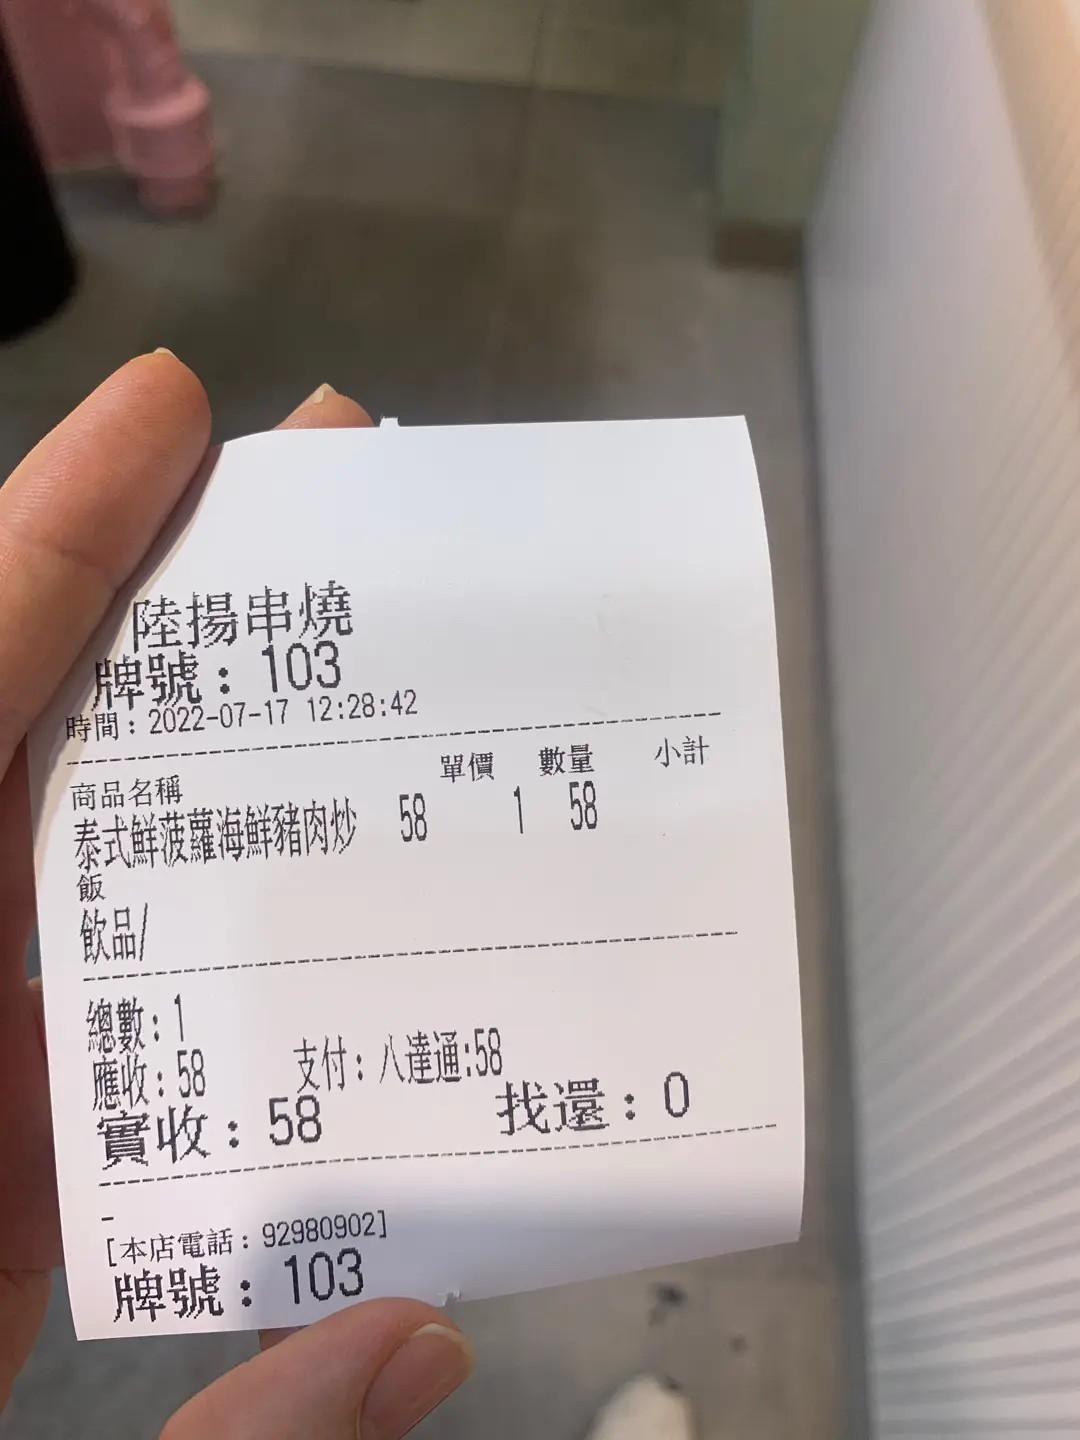 陸揚串燒
牌號：103
時間：2022-07-17 12:28:42
商品名稱 單價 數量 小計
泰式鮮菠蘿海鮮豬肉炒 58 1 58
飯
飲品/
總數：1
應收：58 支付：八達通:58
實收：58 找還：0
-
[本店電話：92980902]
牌號：103